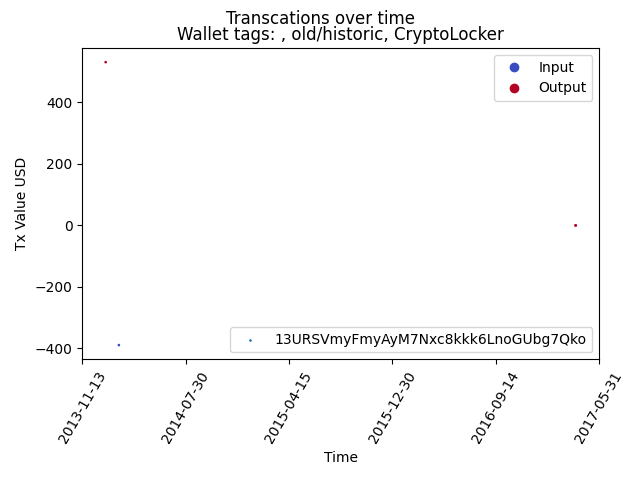 Transcations over time
Wallet tags: , old/historic, CryptoLocker
Input
Output
Tx Value USD
400
200
0
−200
−400
13URSVmyFmyAyM7Nxc8kkk6LnoGUbg7Qko
2013-11-13
2014-07-30
2015-04-15
2015-12-30
2016-09-14
2017-05-31
Time